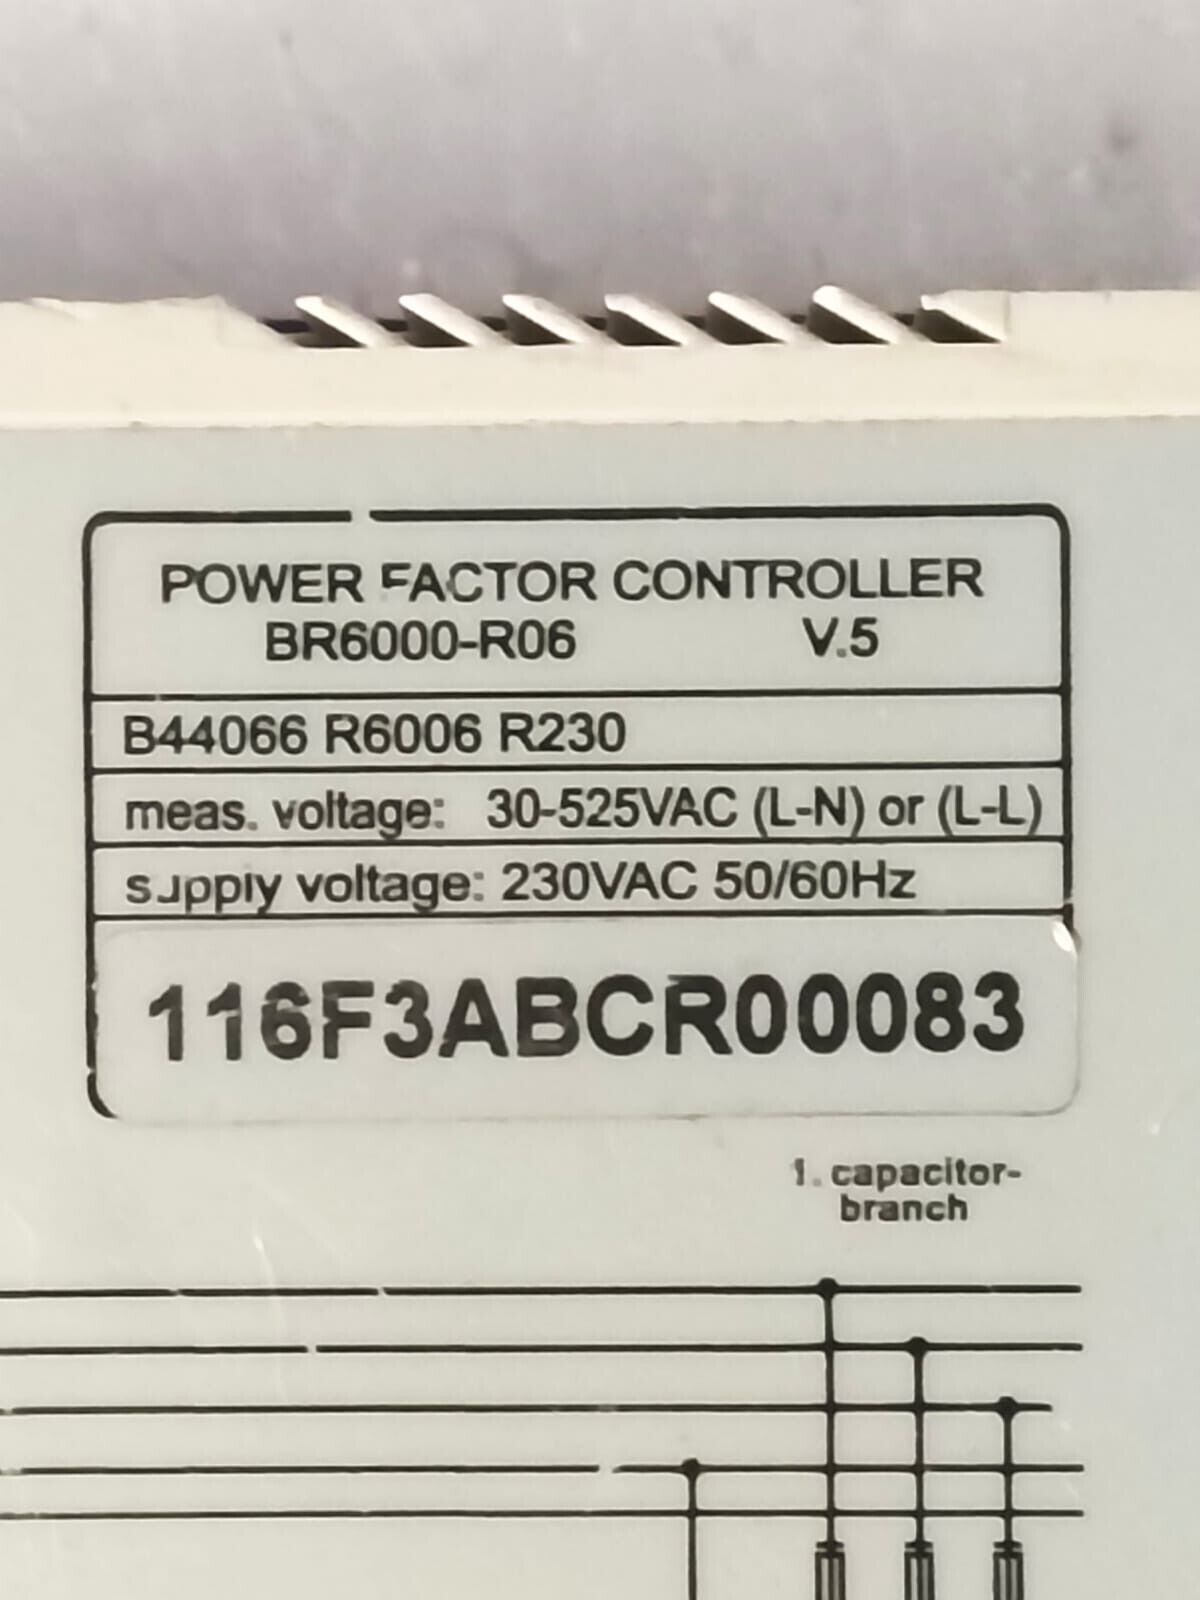 POWER FACTOR CONTROLLER
BR6000-R06 V.5
B44066 R6006 R230
meas. voltage: 30-525VAC (L-N) or (L-L)
supply voltage: 230VAC 50/60Hz
116F3ABCR00083
1. capacitor-
branch